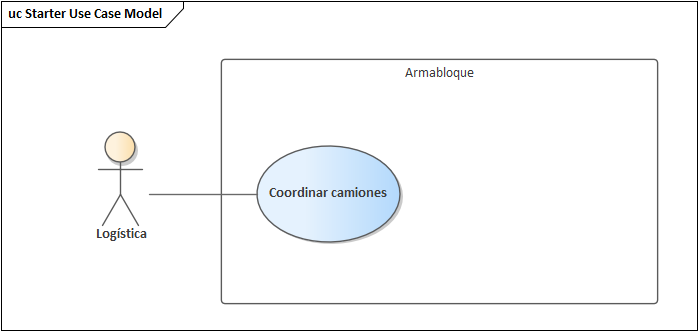 uc Starter Use Case Model
Armabloque
Coordinar camiones
Logística